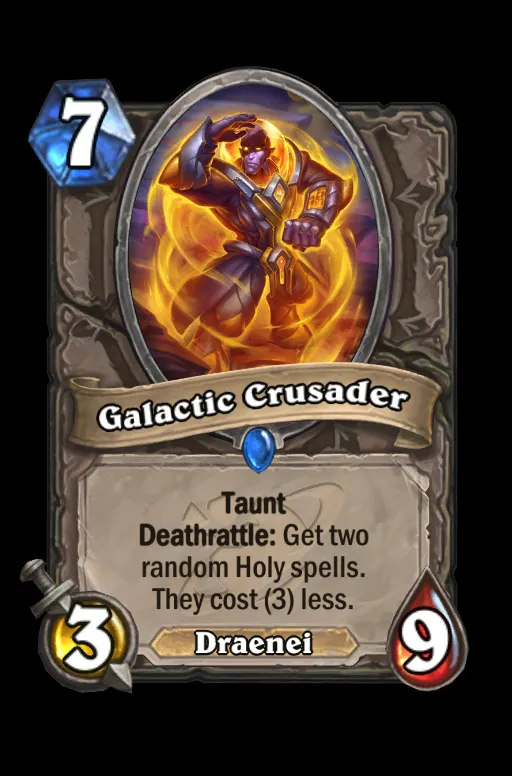 7
Galactic Crusader
Taunt
Deathrattle: Get two
random Holy spells.
They cost (3) less.
3
Draenei
9